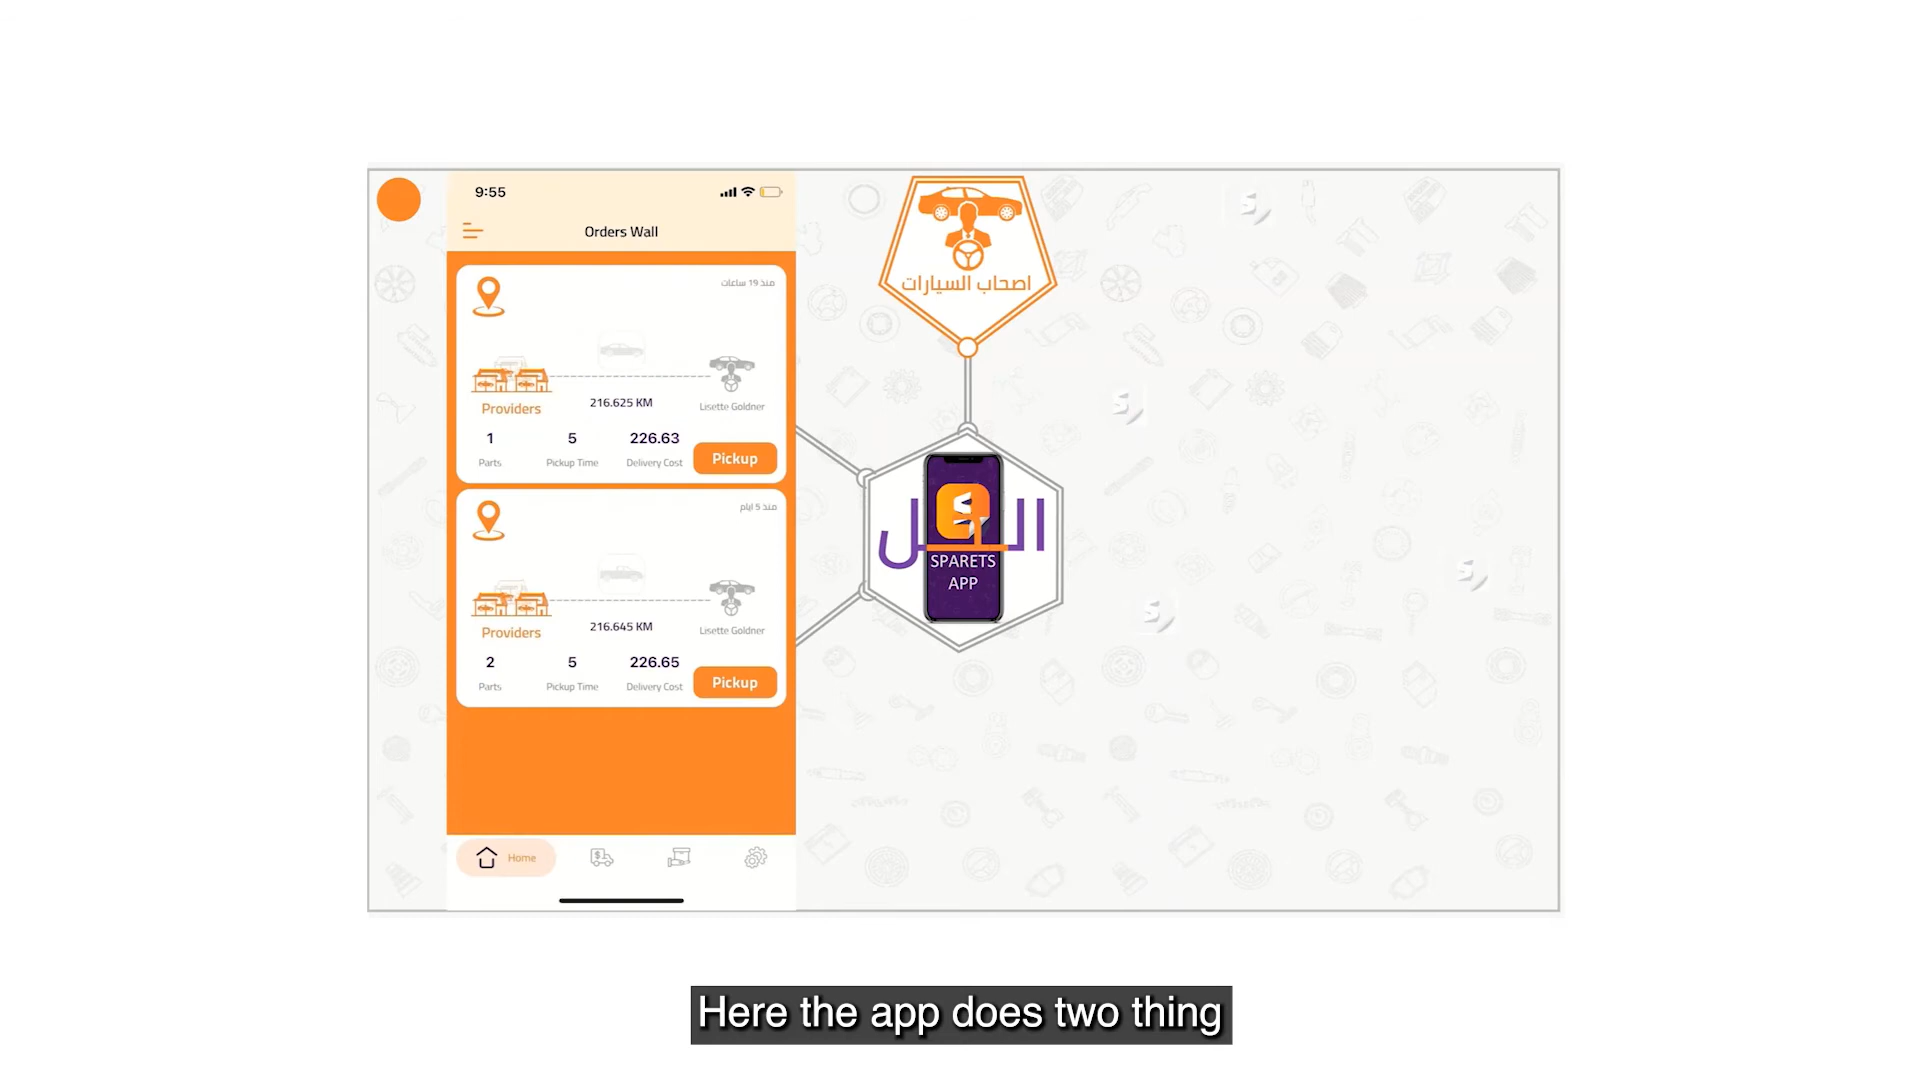 9:55
Orders Wall
منذ 19 ساعات
Providers
216.625 KM
Lisette Goldner
1
5
226.63
Parts
Pickup Time
Delivery Cost
Pickup
منذ 5 ايام
Providers
216.645 KM
Lisette Goldner
2
5
226.65
Parts
Pickup Time
Delivery Cost
Pickup
Home
اصحاب السيارات
SPARETS
APP
Here the app does two thing